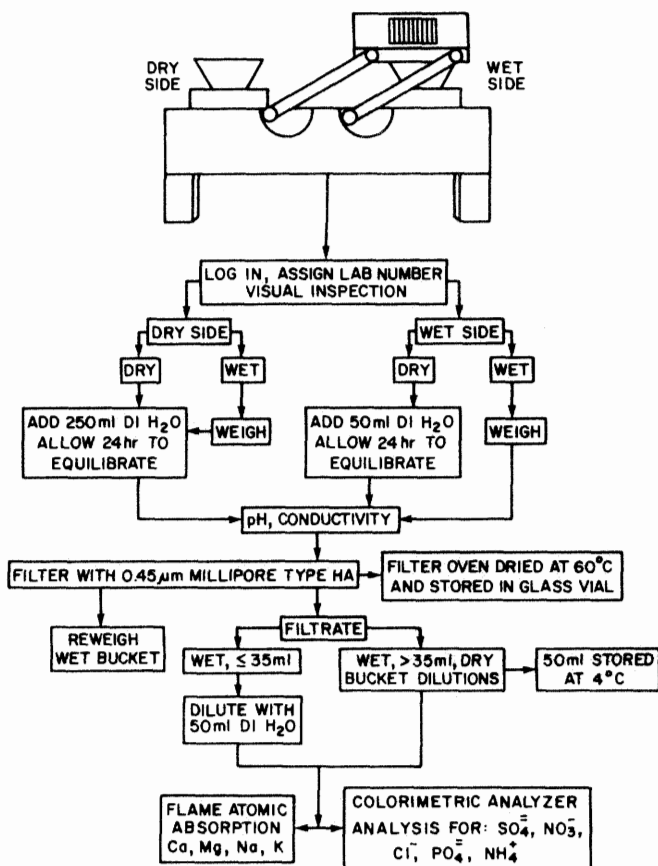 DRY
SIDE
WET
SIDE
LOG IN, ASSIGN LAB NUMBER
VISUAL INSPECTION
DRY SIDE
WET SIDE
DRY
WET
DRY
WET
ADD 250ml DI H₂O
ALLOW 24hr TO
EQUILIBRATE
WEIGH
ADD 50ml DI H₂O
ALLOW 24hr TO
EQUILIBRATE
WEIGH
pH, CONDUCTIVITY
FILTER WITH 0.45μm MILLIPORE TYPE HA
FILTER OVEN DRIED AT 60°C
AND STORED IN GLASS VIAL
REWEIGH
WET BUCKET
FILTRATE
WET, ≤ 35ml
WET, >35ml, DRY
BUCKET DILUTIONS
50ml STORED
AT 4°C
DILUTE WITH
50ml DI H₂O
FLAME ATOMIC
ABSORPTION
Ca, Mg, Na, K
COLORIMETRIC ANALYZER
ANALYSIS FOR: SO₄⁼, NO₃⁻,
Cl⁻, PO₄⁼, NH₄⁺